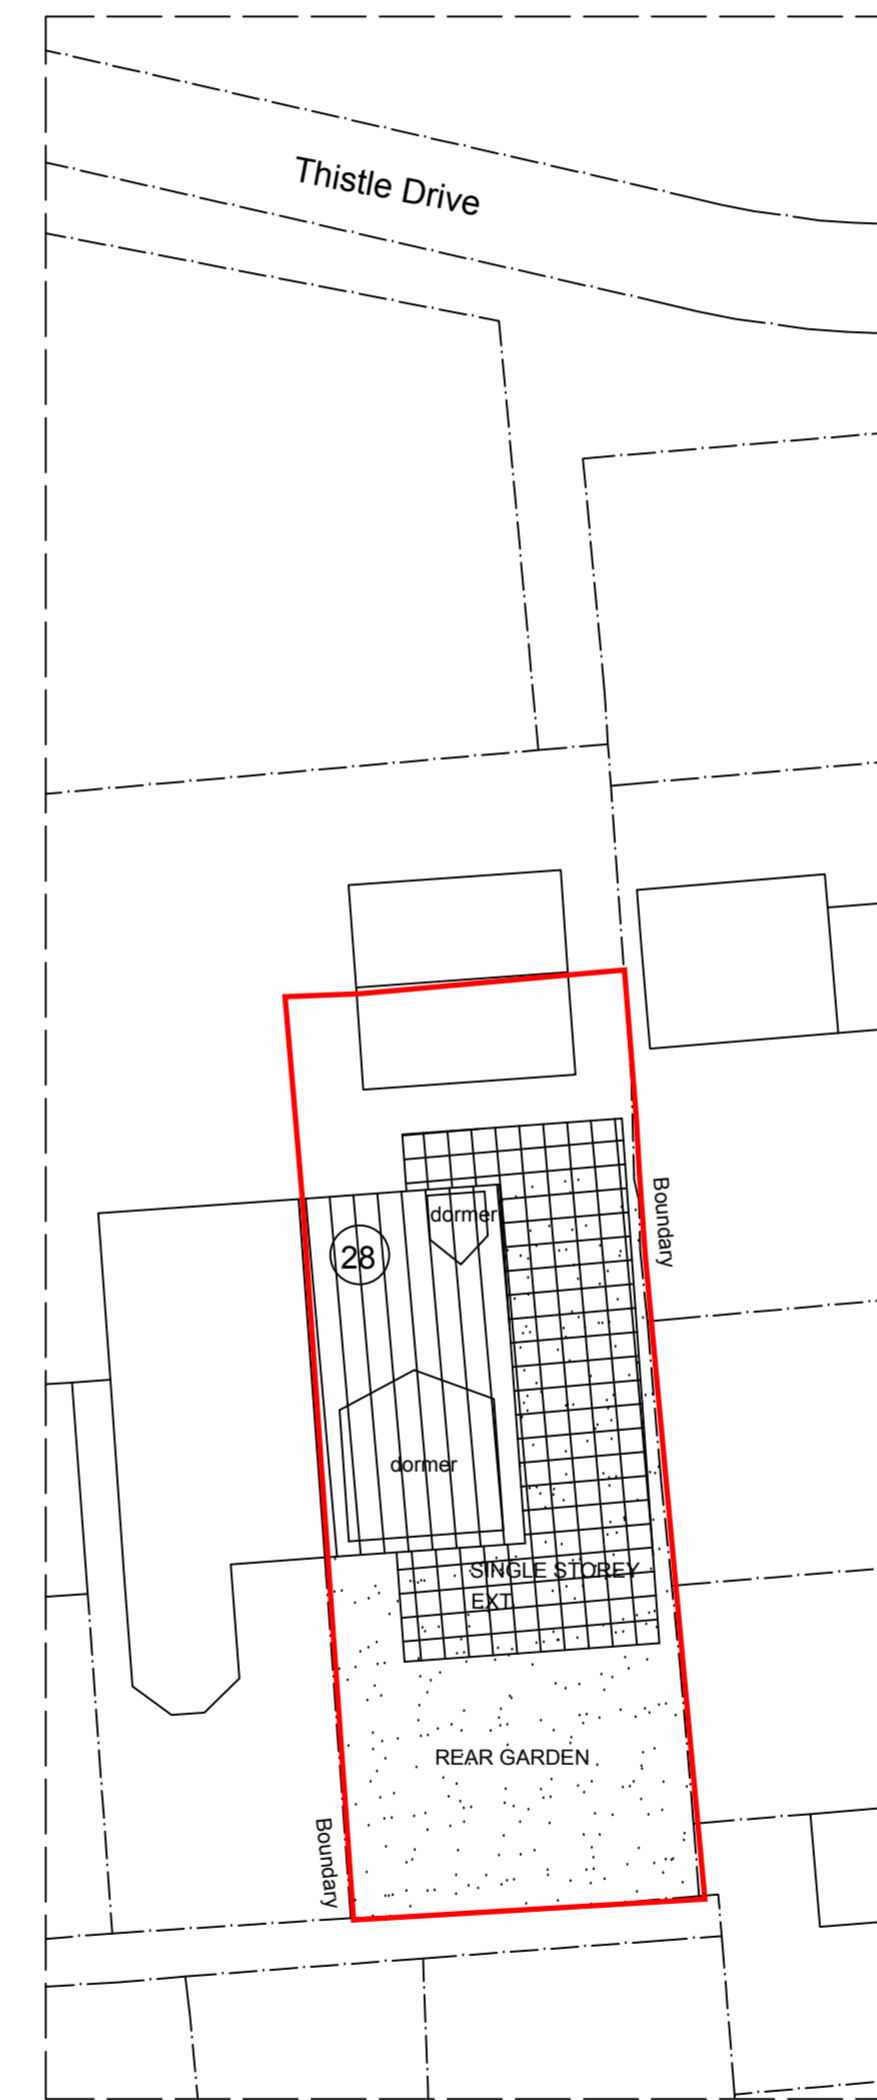 Thistle Drive
Boundary
dormer
28
dormer
SINGLE STOREY
EXT.
REAR GARDEN
Boundary